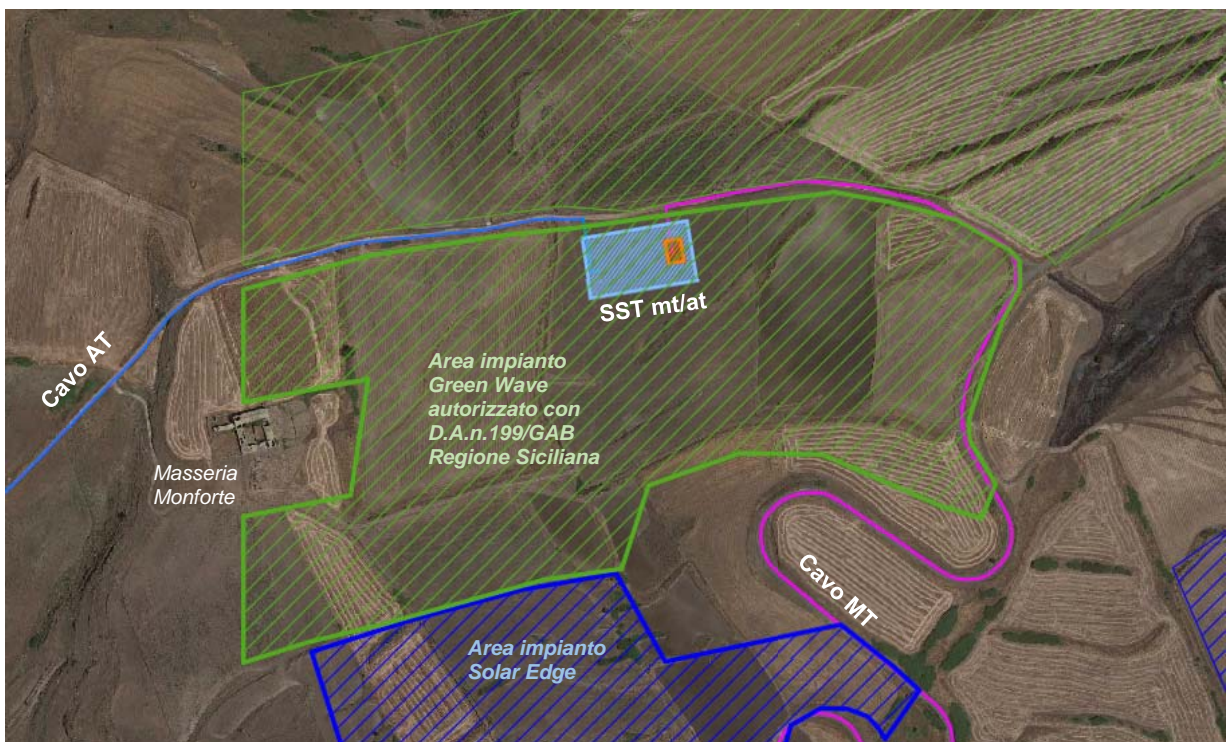 SST mt/at
Cavo AT
Area impianto
Green Wave
autorizzato con
D.A.n.199/GAB
Regione Siciliana
Masseria
Monforte
Cavo MT
Area impianto
Solar Edge